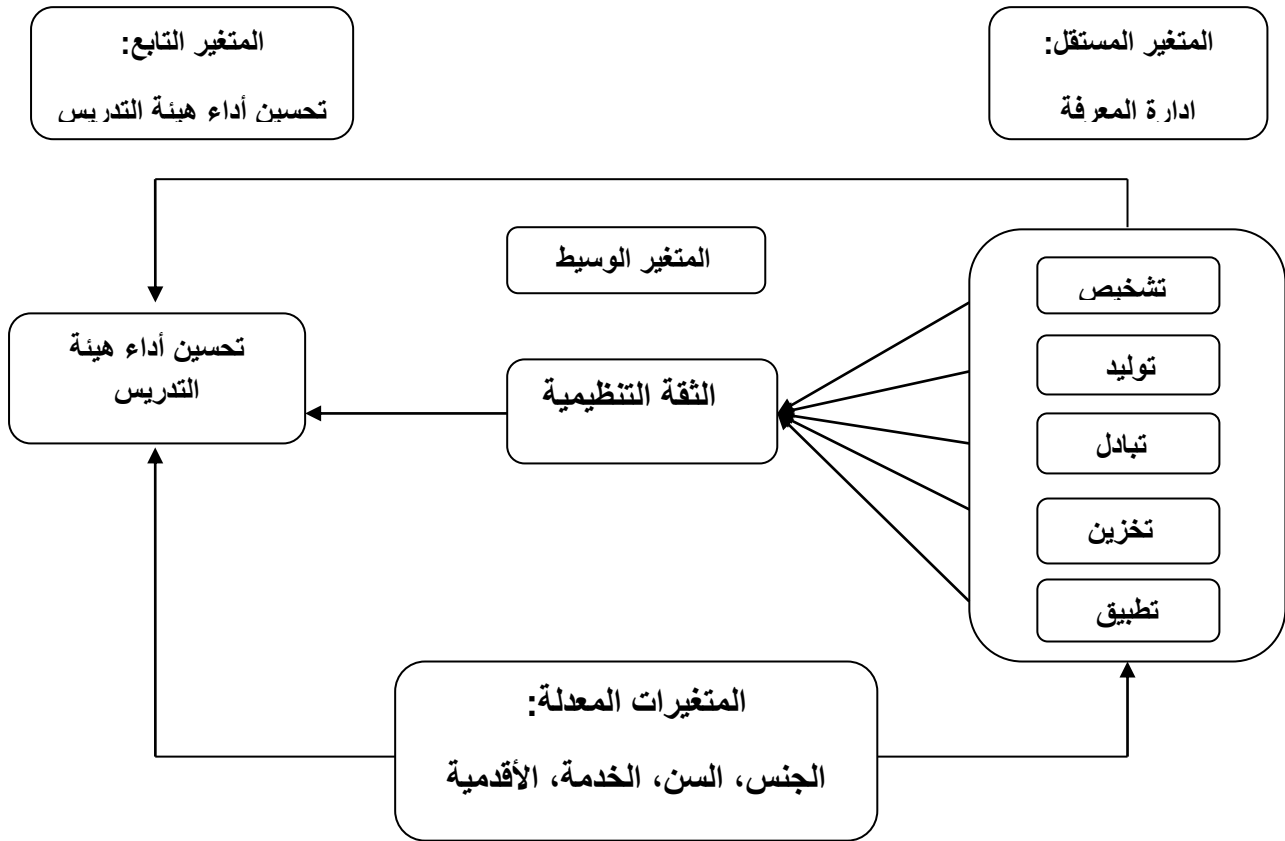 المتغير المستقل:
ادارة المعرفة
المتغير التابع:
تحسين أداء هيئة التدريس
المتغير الوسيط
تشخيص
توليد
تبادل
تخزين
تطبيق
الثقة التنظيمية
تحسين أداء هيئة
التدريس
المتغيرات المعدلة:
الجنس، السن، الخدمة، الأقدمية